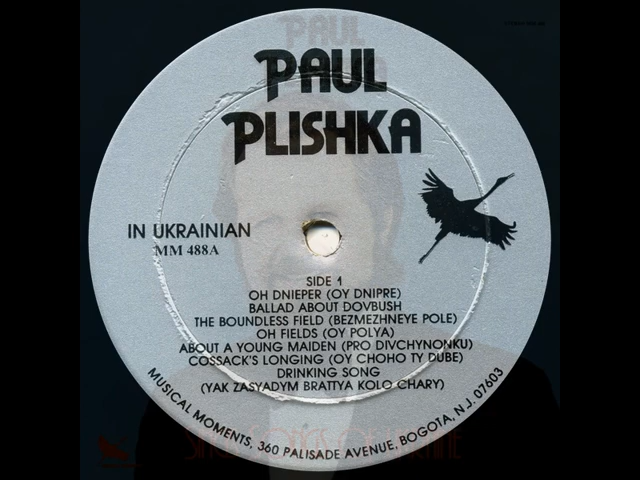 PAUL
PLISHKA
IN UKRAINIAN
MM 488A
SIDE 1
OH DNIEPER (OY DNIPRE)
BALLAD ABOUT DOVBUSH
THE BOUNDLESS FIELD (BEZMEZHNEYE POLE)
OH FIELDS (OY POLYA)
ABOUT A YOUNG MAIDEN (PRO DIVCHYNONKU)
COSSACK'S LONGING (OY CHOHO TY DUBE)
DRINKING SONG
(YAK ZASYADYM BRATTYA KOLO CHARY)
MUSICAL MOMENTS, 360 PALISADE AVENUE, BOGOTA, N.J. 07603